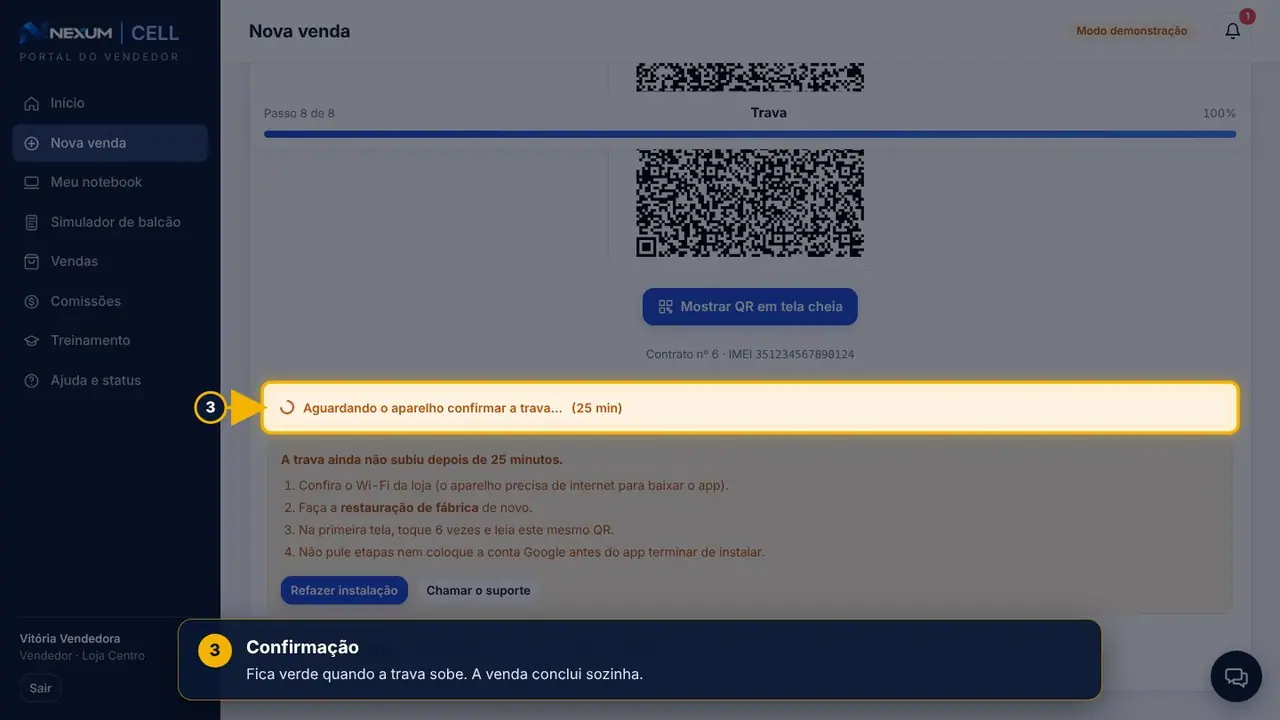 NEXUM | CELL
PORTAL DO VENDEDOR
Início
Nova venda
Meu notebook
Simulador de balcão
Vendas
Comissões
Treinamento
Ajuda e status
Vitória Vendedora
Vendedor · Loja Centro
Sair
Nova venda
Modo demonstração
1
Passo 8 de 8
Trava
100%
Mostrar QR em tela cheia
Contrato nº 6 · IMEI 351234567890124
3
Aguardando o aparelho confirmar a trava... (25 min)
A trava ainda não subiu depois de 25 minutos.
1. Confira o Wi-Fi da loja (o aparelho precisa de internet para baixar o app).
2. Faça a restauração de fábrica de novo.
3. Na primeira tela, toque 6 vezes e leia este mesmo QR.
4. Não pule etapas nem coloque a conta Google antes do app terminar de instalar.
Refazer instalação
Chamar o suporte
3
Confirmação
Fica verde quando a trava sobe. A venda conclui sozinha.